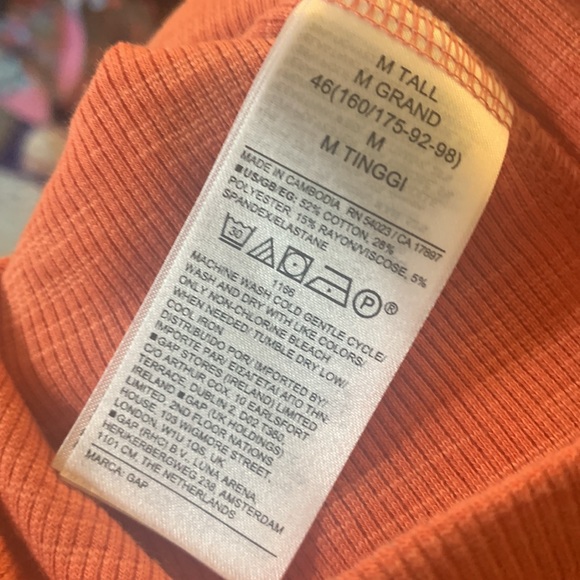 M TALL
M GRAND
46(160/175-92-98)
M
M TINGGI
MADE IN CAMBODIA RN 54023 / CA 17897
■US/GB/EG: 52% COTTON, 28%
POLYESTER, 15% RAYON/VISCOSE, 5%
SPANDEX/ELASTANE
30 P ®
1166
MACHINE WASH COLD GENTLE CYCLE/
WASH AND DRY WITH LIKE COLORS/
ONLY NON-CHLORINE BLEACH
WHEN NEEDED/ TUMBLE DRY LOW/
COOL IRON
DISTRIBUIDO POR/ IMPORTED BY/
IMPORTE PAR/ ΕΙΣΑΓΕΤΑΙ ΑΠΟ ΤΗΝ:
■GAP STORES (IRELAND) LIMITED
C/O ARTHUR COX, 10 EARLSFORT
TERRACE, DUBLIN 2, D02 T380,
IRELAND ■GAP (UK HOLDINGS)
LIMITED: 2ND FLOOR NATIONS
HOUSE, 103 WIGMORE STREET,
LONDON, W1U 1QS, UK
■GAP (RHC) B.V., LUNA ARENA,
HERIKERBERGWEG 238, AMSTERDAM
1101 CM, THE NETHERLANDS
MARCA: GAP